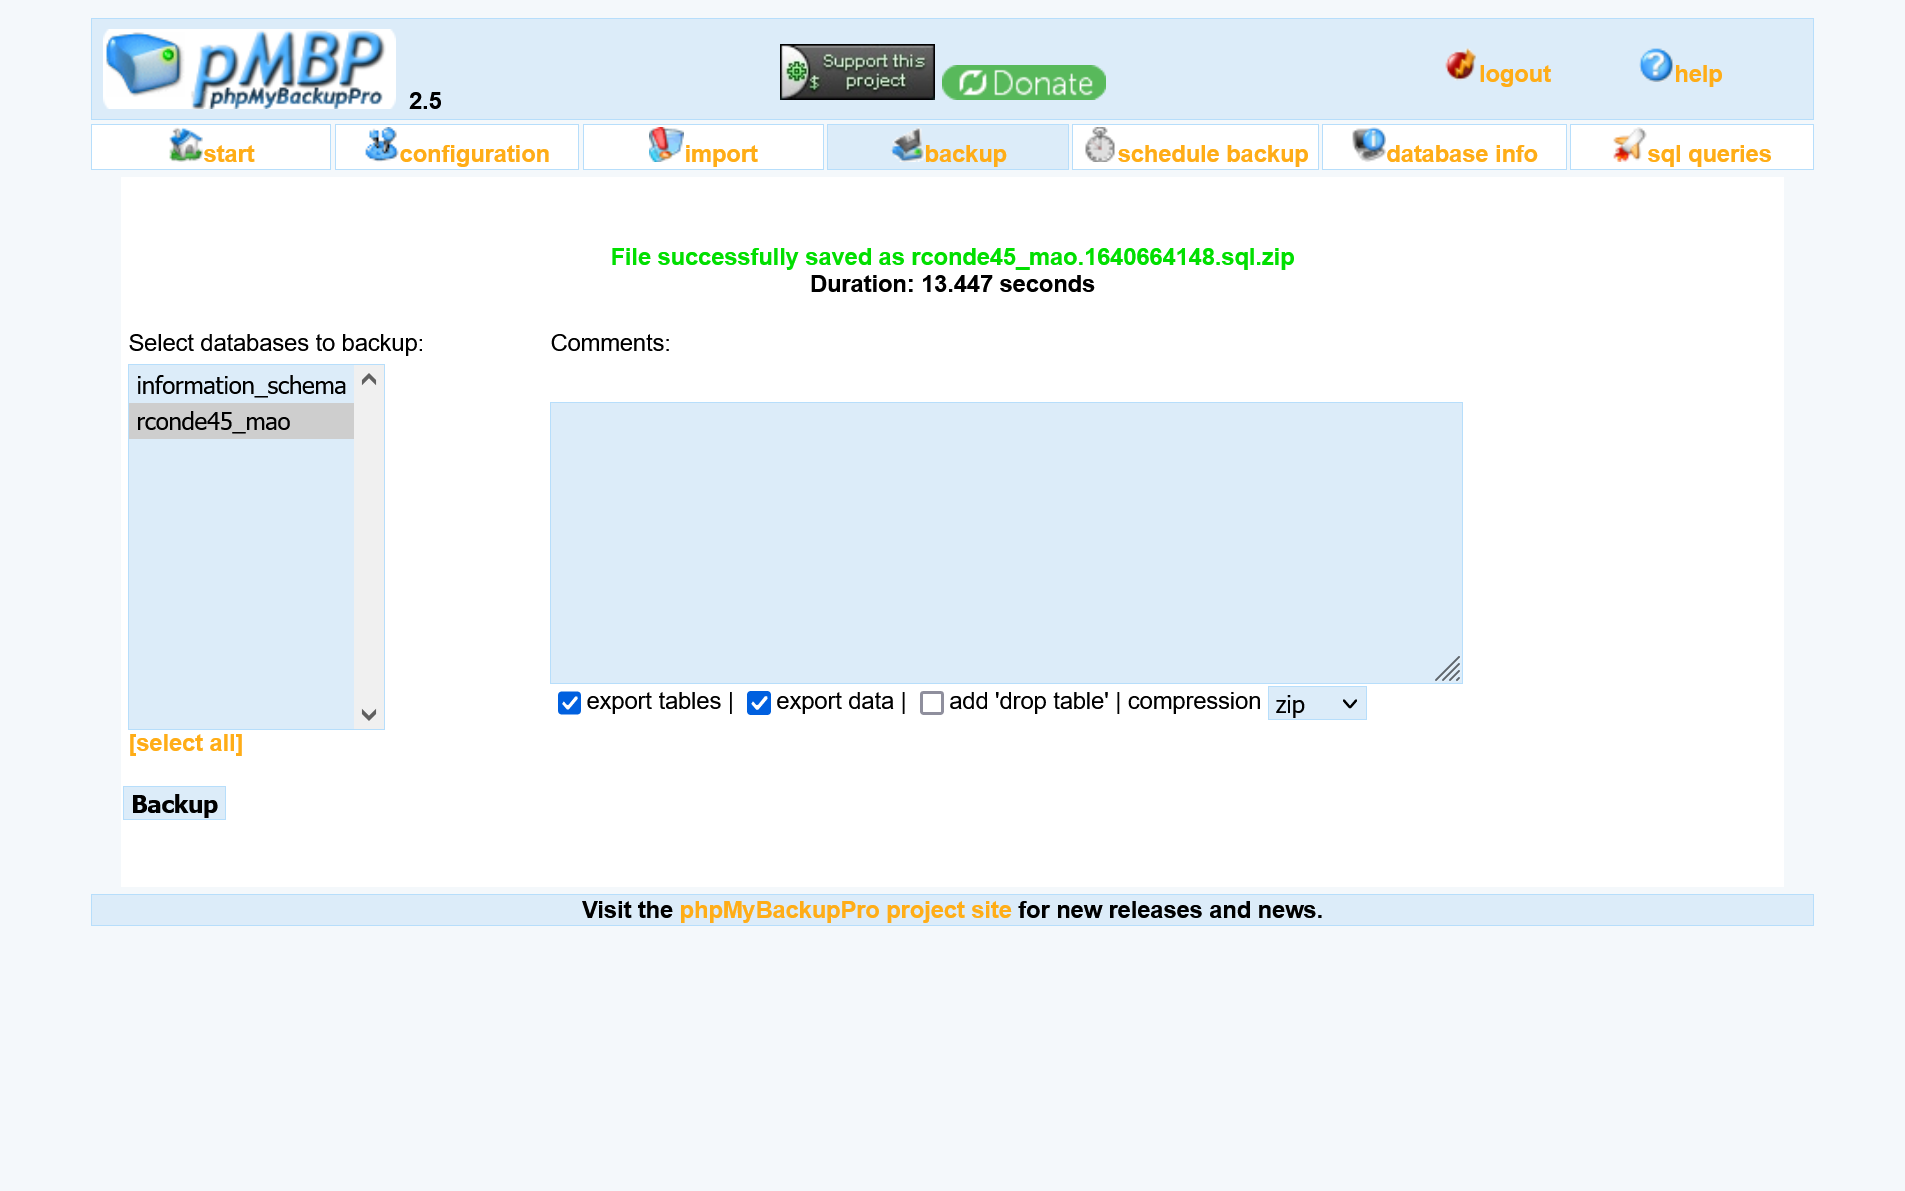 pMBP
phpMyBackupPro
2.5
Support this
project
$
Donate
logout
help
start
configuration
import
backup
schedule backup
database info
sql queries
File successfully saved as rconde45_mao.1640664148.sql.zip
Duration: 13.447 seconds
Select databases to backup:
Comments:
information_schema
rconde45_mao
export tables |
export data |
add 'drop table' | compression
zip
[select all]
Backup
Visit the phpMyBackupPro project site for new releases and news.